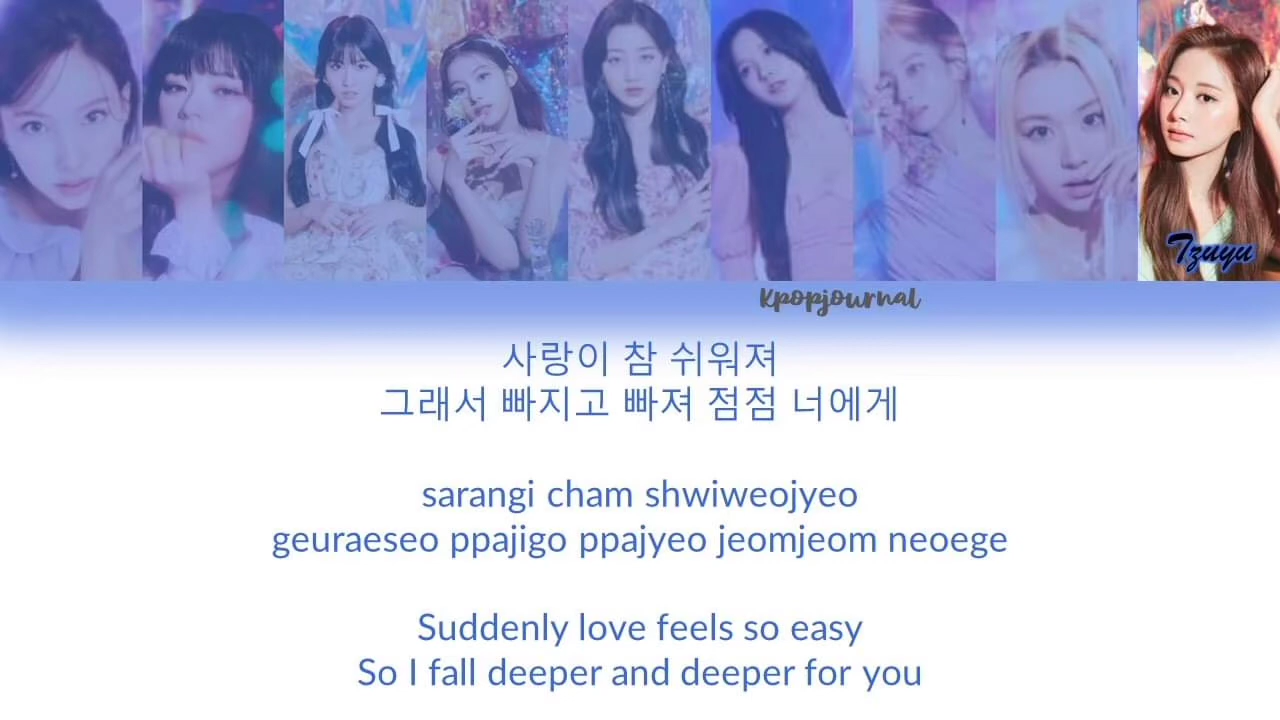 Tzuyu
Kpopjournal
사랑이 참 쉬워져
그래서 빠지고 빠져 점점 너에게
sarangi cham shwiweojyeo
geuraeseo ppajigo ppajyeo jeomjeom neoege
Suddenly love feels so easy
So I fall deeper and deeper for you